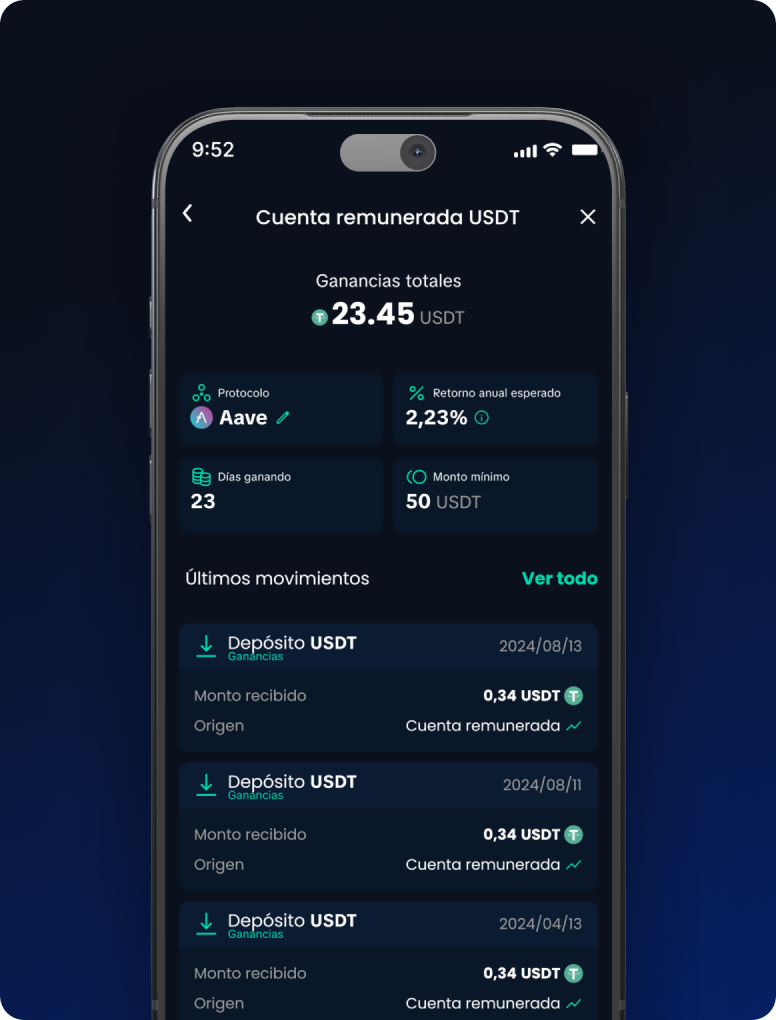 9:52
Cuenta remunerada USDT
Ganancias totales
23.45 USDT
Protocolo
Aave
Retorno anual esperado
2,23%
Días ganando
23
Monto mínimo
50 USDT
Últimos movimientos
Ver todo
Depósito USDT
Ganancias
2024/08/13
Monto recibido
0,34 USDT
Origen
Cuenta remunerada
Depósito USDT
Ganancias
2024/08/11
Monto recibido
0,34 USDT
Origen
Cuenta remunerada
Depósito USDT
Ganancias
2024/04/13
Monto recibido
0,34 USDT
Origen
Cuenta remunerada